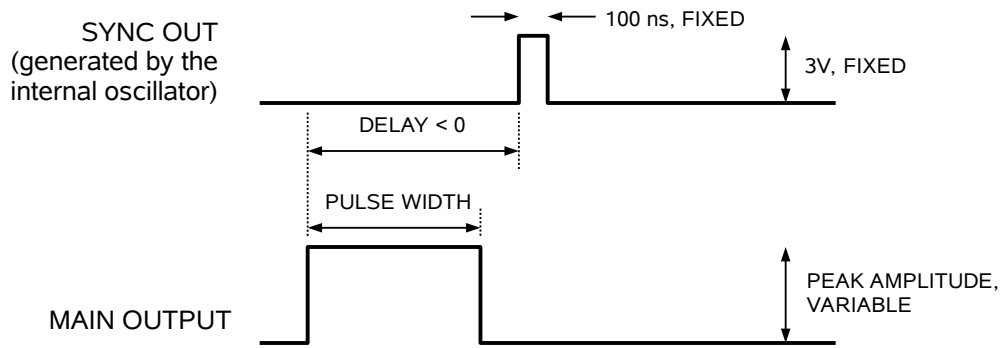 100 ns, FIXED
SYNC OUT
(generated by the
internal oscillator)
3V, FIXED
DELAY < 0
PULSE WIDTH
PEAK AMPLITUDE,
VARIABLE
MAIN OUTPUT